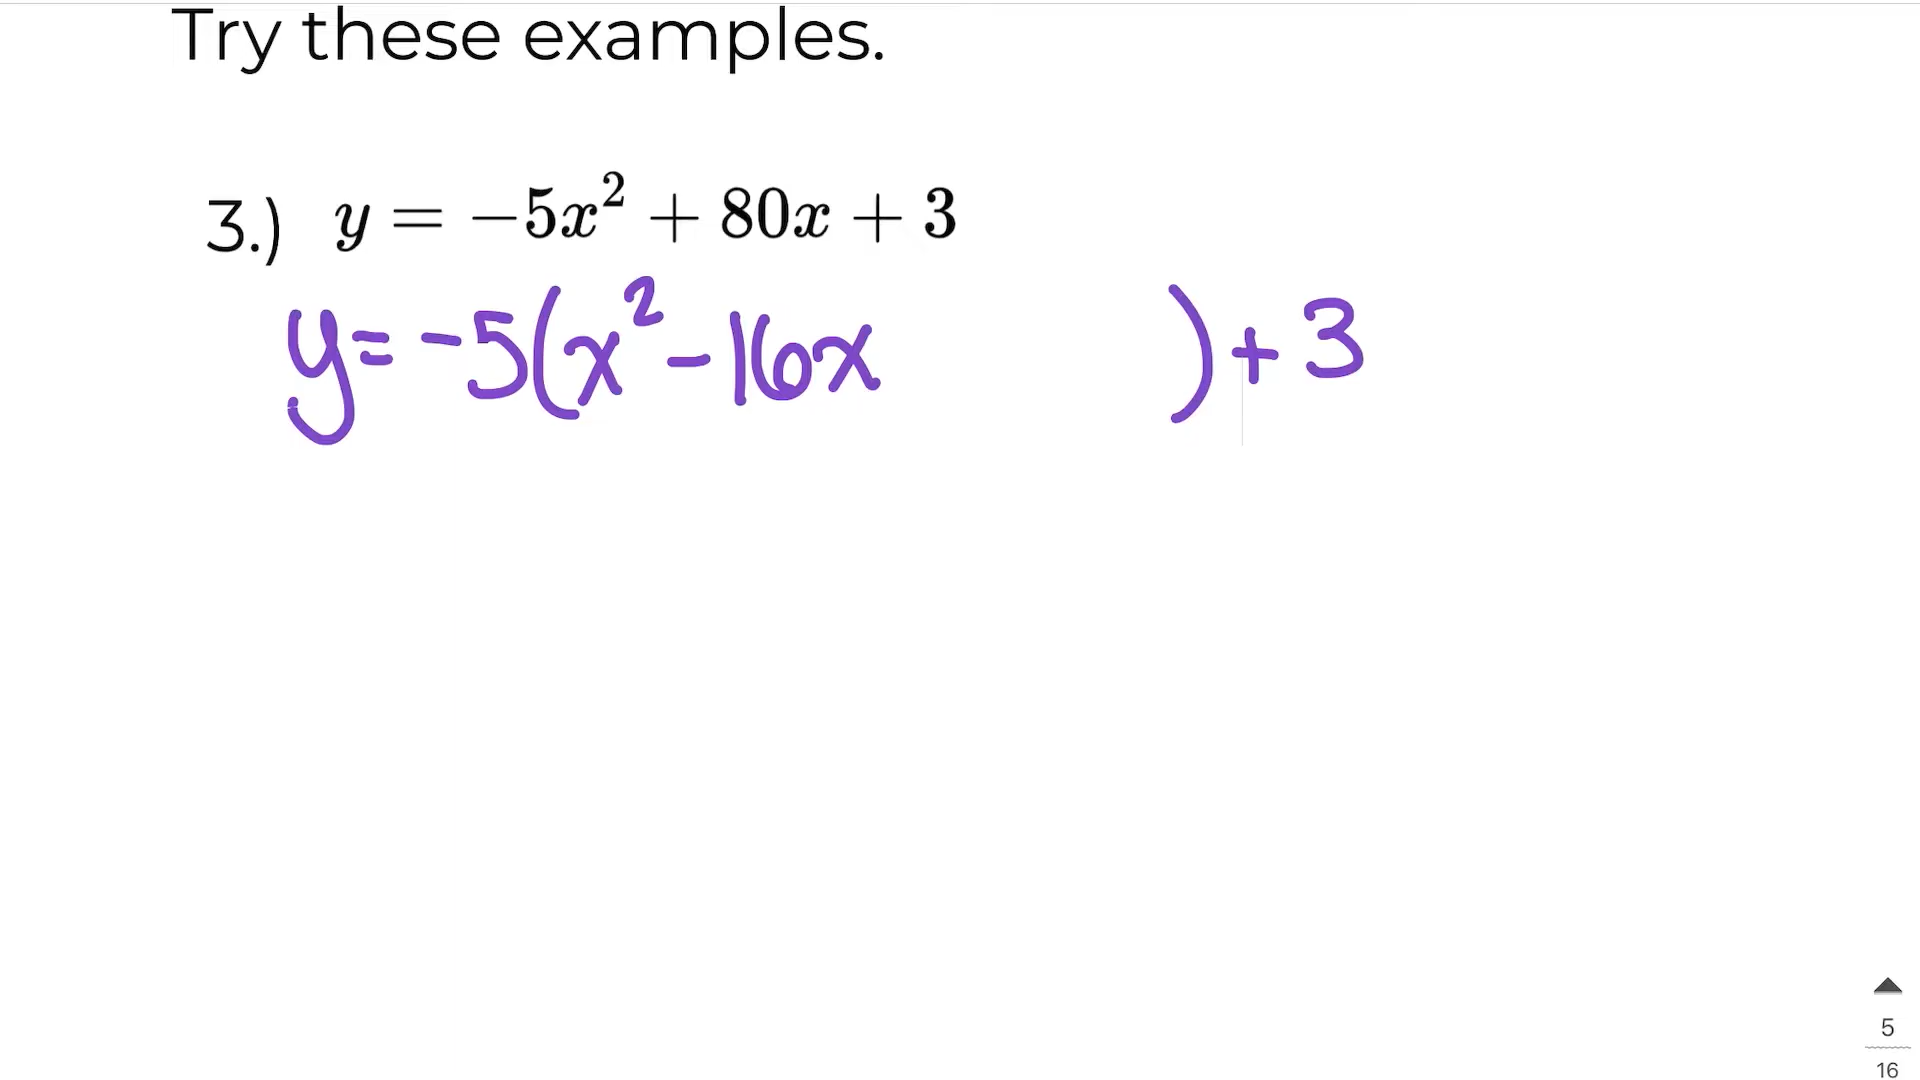 Try these examples.
3.) y = −5x² + 80x + 3
y = -5(x² - 16x ) + 3
5
16